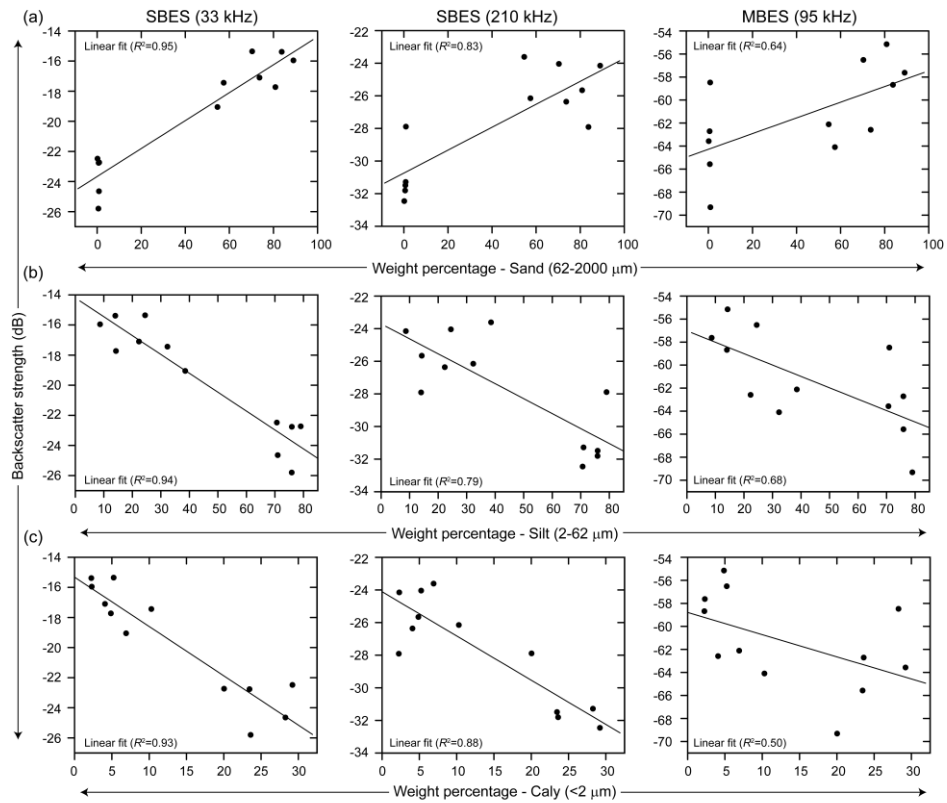 (a)
SBES (33 kHz)
SBES (210 kHz)
MBES (95 kHz)
Linear fit (R²=0.95)
-14
-16
-18
-20
-22
-24
-26
0 20 40 60 80 100
Linear fit (R²=0.83)
-22
-24
-26
-28
-30
-32
-34
0 20 40 60 80 100
Linear fit (R²=0.64)
-54
-56
-58
-60
-62
-64
-66
-68
-70
-71
0 20 40 60 80 100
Weight percentage - Sand (62-2000 µm)
(b)
Backscatter strength (dB)
-14
-16
-18
-20
-22
-24
-26
Linear fit (R²=0.94)
0 10 20 30 40 50 60 70 80
-22
-24
-26
-28
-30
-32
-34
Linear fit (R²=0.79)
0 10 20 30 40 50 60 70 80
-54
-56
-58
-60
-62
-64
-66
-68
-70
-71
Linear fit (R²=0.68)
0 10 20 30 40 50 60 70 80
Weight percentage - Silt (2-62 µm)
(c)
-14
-16
-18
-20
-22
-24
-26
Linear fit (R²=0.93)
0 5 10 15 20 25 30
-22
-24
-26
-28
-30
-32
-34
Linear fit (R²=0.88)
0 5 10 15 20 25 30
-54
-56
-58
-60
-62
-64
-66
-69
-70
-71
Linear fit (R²=0.50)
0 5 10 15 20 25 30
Weight percentage - Caly (<2 µm)